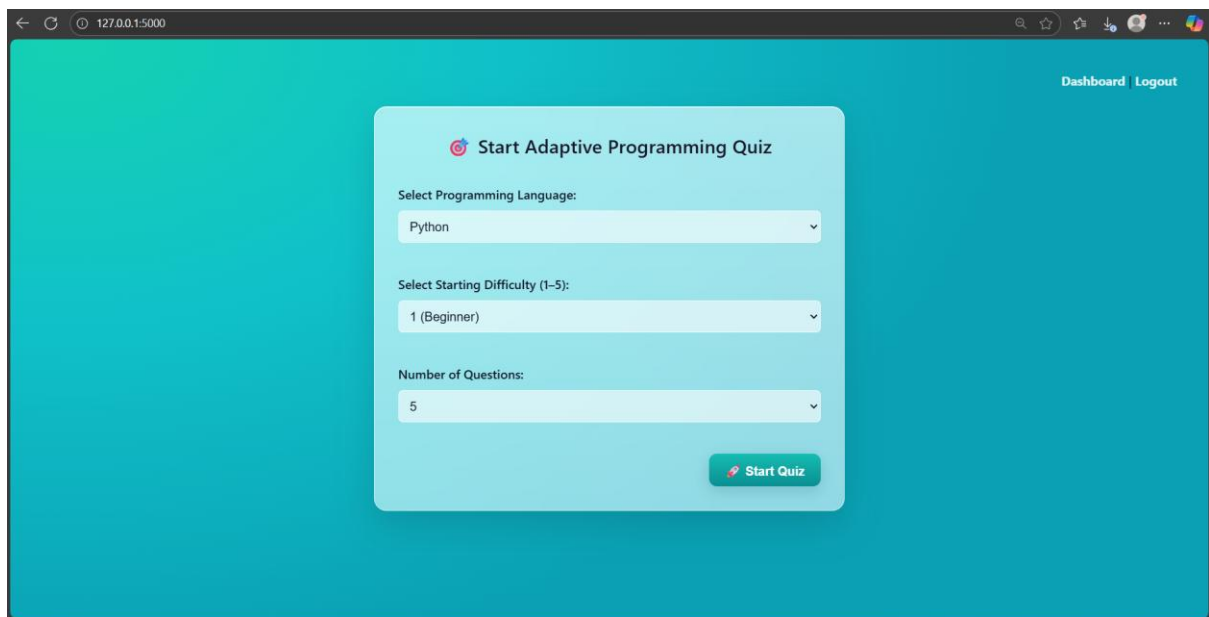 127.0.0.1:5000
Dashboard | Logout
Start Adaptive Programming Quiz
Select Programming Language:
Python
Select Starting Difficulty (1–5):
1 (Beginner)
Number of Questions:
5
Start Quiz